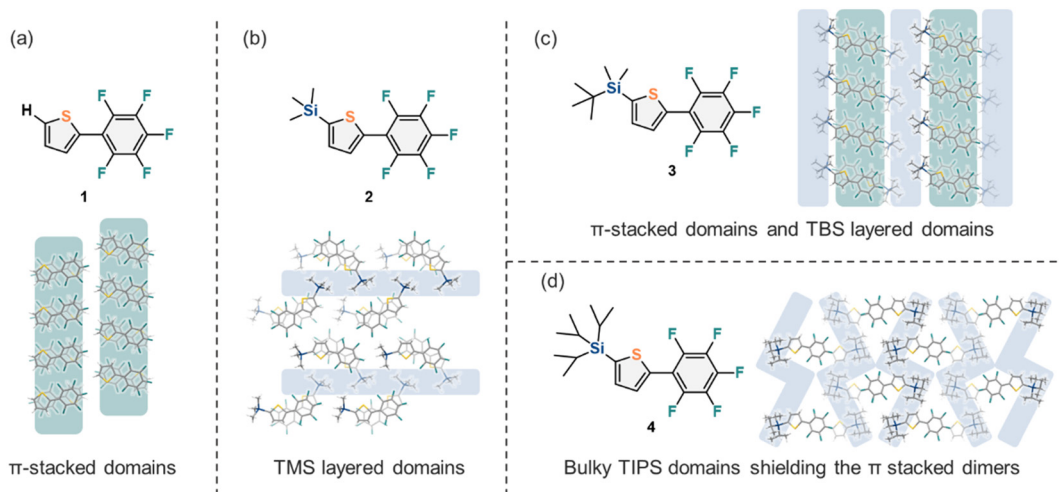 (a)
H
S
F
F
F
F
F
1
π-stacked domains
(b)
Si
S
F
F
F
F
F
2
TMS layered domains
(c)
Si
S
F
F
F
F
F
3
π-stacked domains and TBS layered domains
(d)
Si
S
F
F
F
F
F
4
Bulky TIPS domains shielding the π stacked dimers